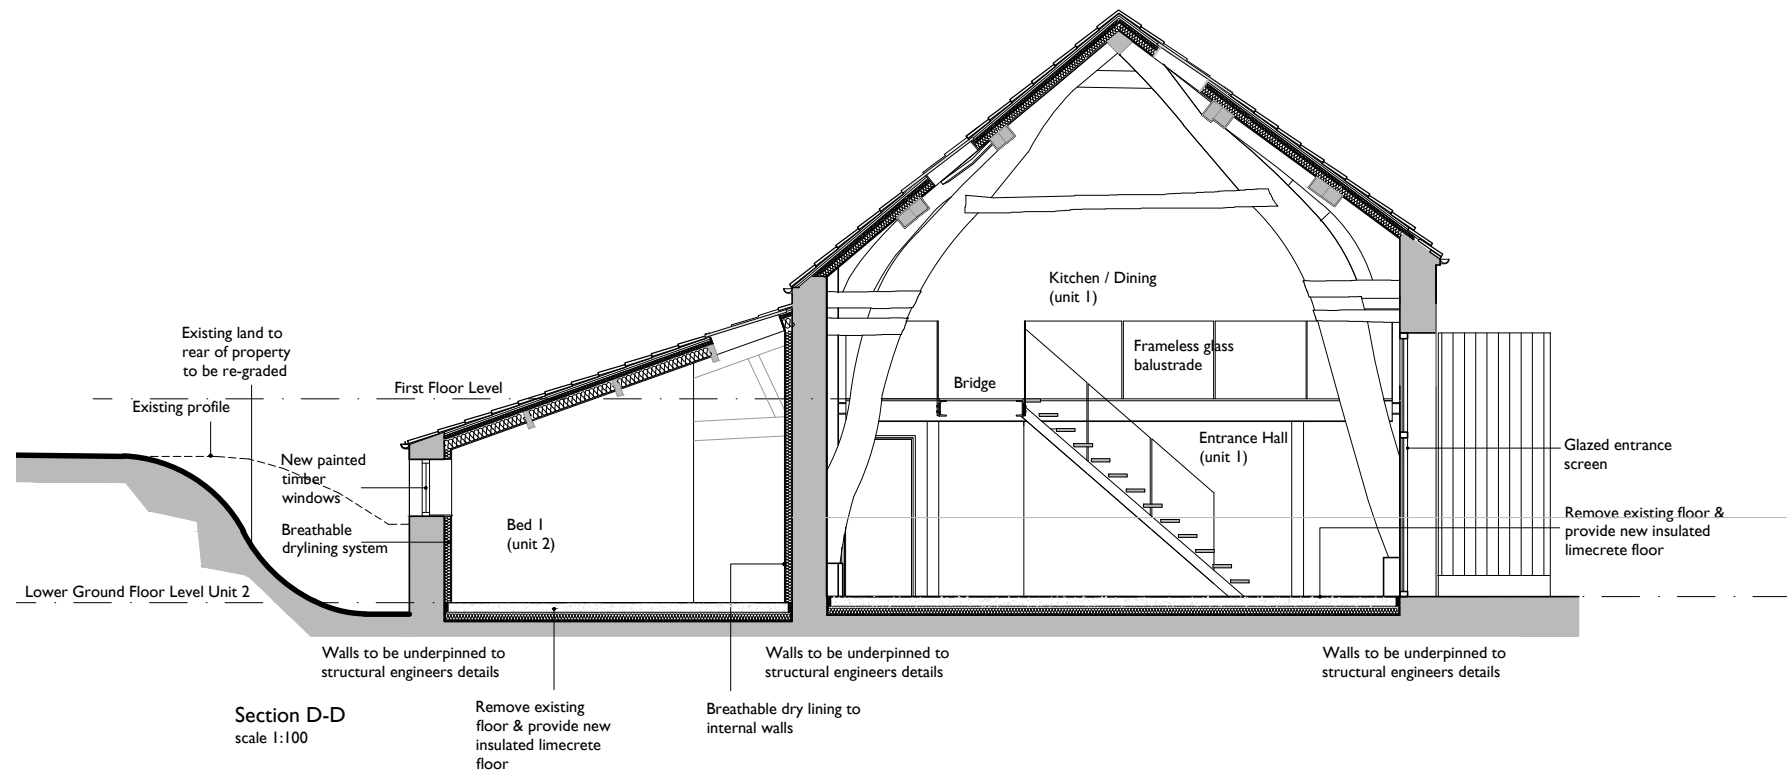 Kitchen / Dining
(unit 1)
Existing land to
rear of property
to be re-graded
Frameless glass
balustrade
First Floor Level
Bridge
Existing profile
Entrance Hall
(unit 1)
Glazed entrance
screen
New painted
timber
windows
Bed 1
(unit 2)
Breathable
drylining system
Remove existing floor &
provide new insulated
limecrete floor
Lower Ground Floor Level Unit 2
Walls to be underpinned to
structural engineers details
Walls to be underpinned to
structural engineers details
Walls to be underpinned to
structural engineers details
Remove existing
floor & provide new
insulated limecrete
floor
Breathable dry lining to
internal walls
Section D-D
scale 1:100